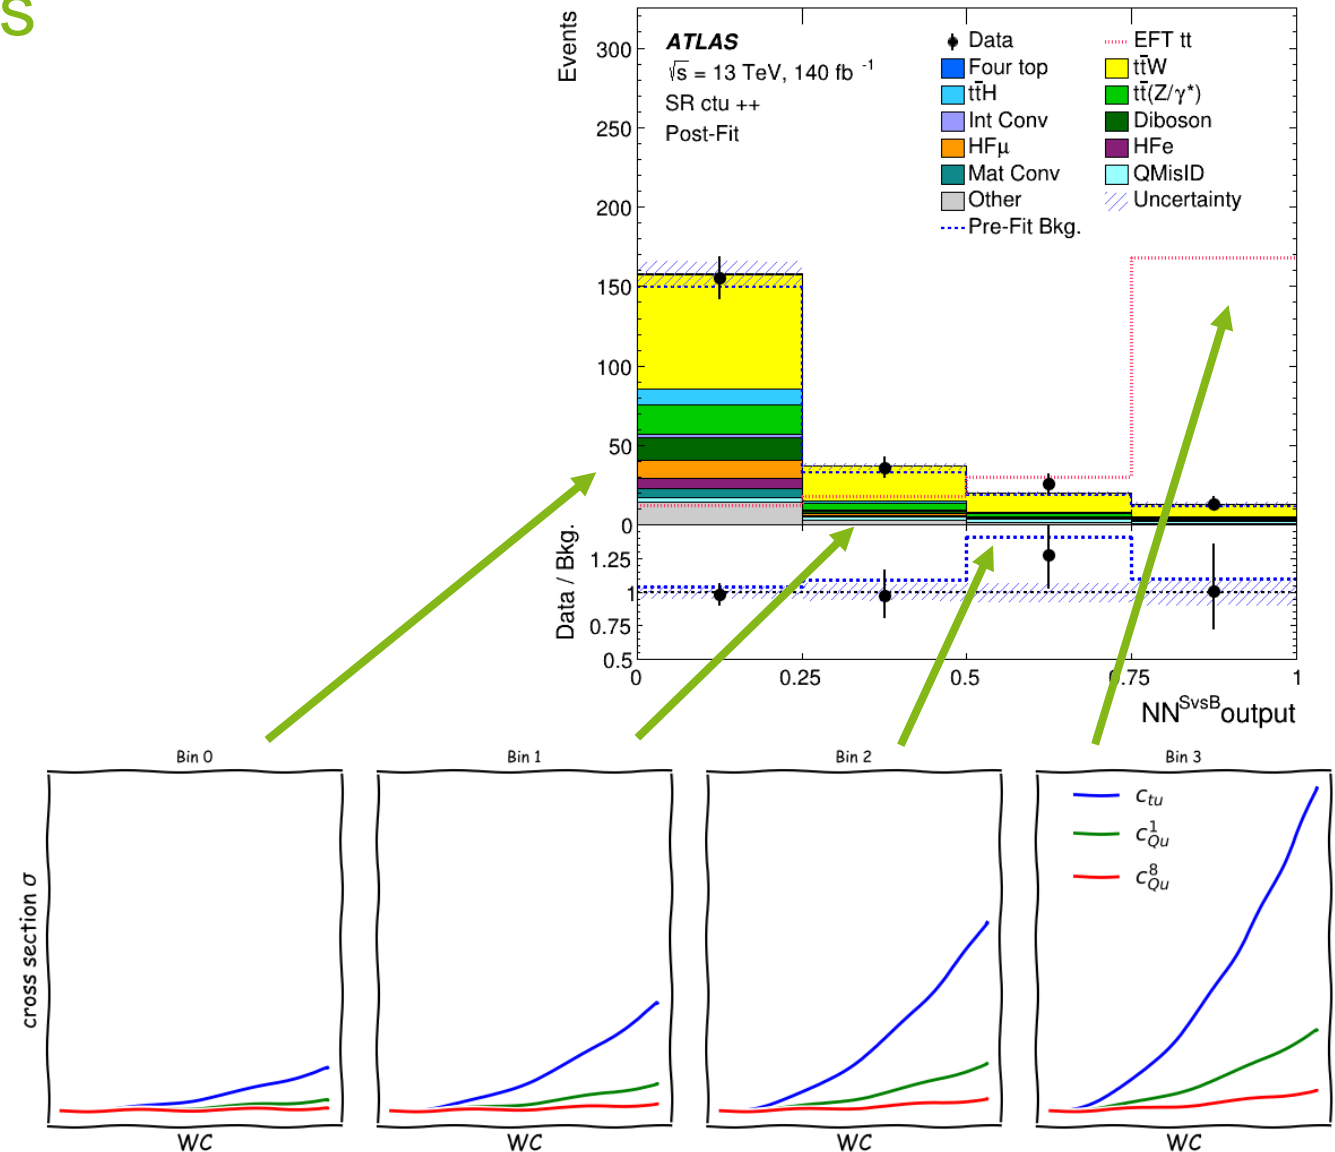 s
Events
300
250
200
150
100
50
0
ATLAS
√s = 13 TeV, 140 fb⁻¹
SR ctu ++
Post-Fit
Data
EFT tt
Four top
tt̄W
tt̄H
tt̄(Z/γ*)
Int Conv
Diboson
HFμ
HFe
Mat Conv
QMisID
Other
Uncertainty
Pre-Fit Bkg.
Data / Bkg.
1.25
1
0.75
0.5
0
0.25
0.5
0.75
1
NN^SvsB output
Bin 0
Bin 1
Bin 2
Bin 3
c_tu
c^1_Qu
c^8_Qu
cross section σ
WC
WC
WC
WC